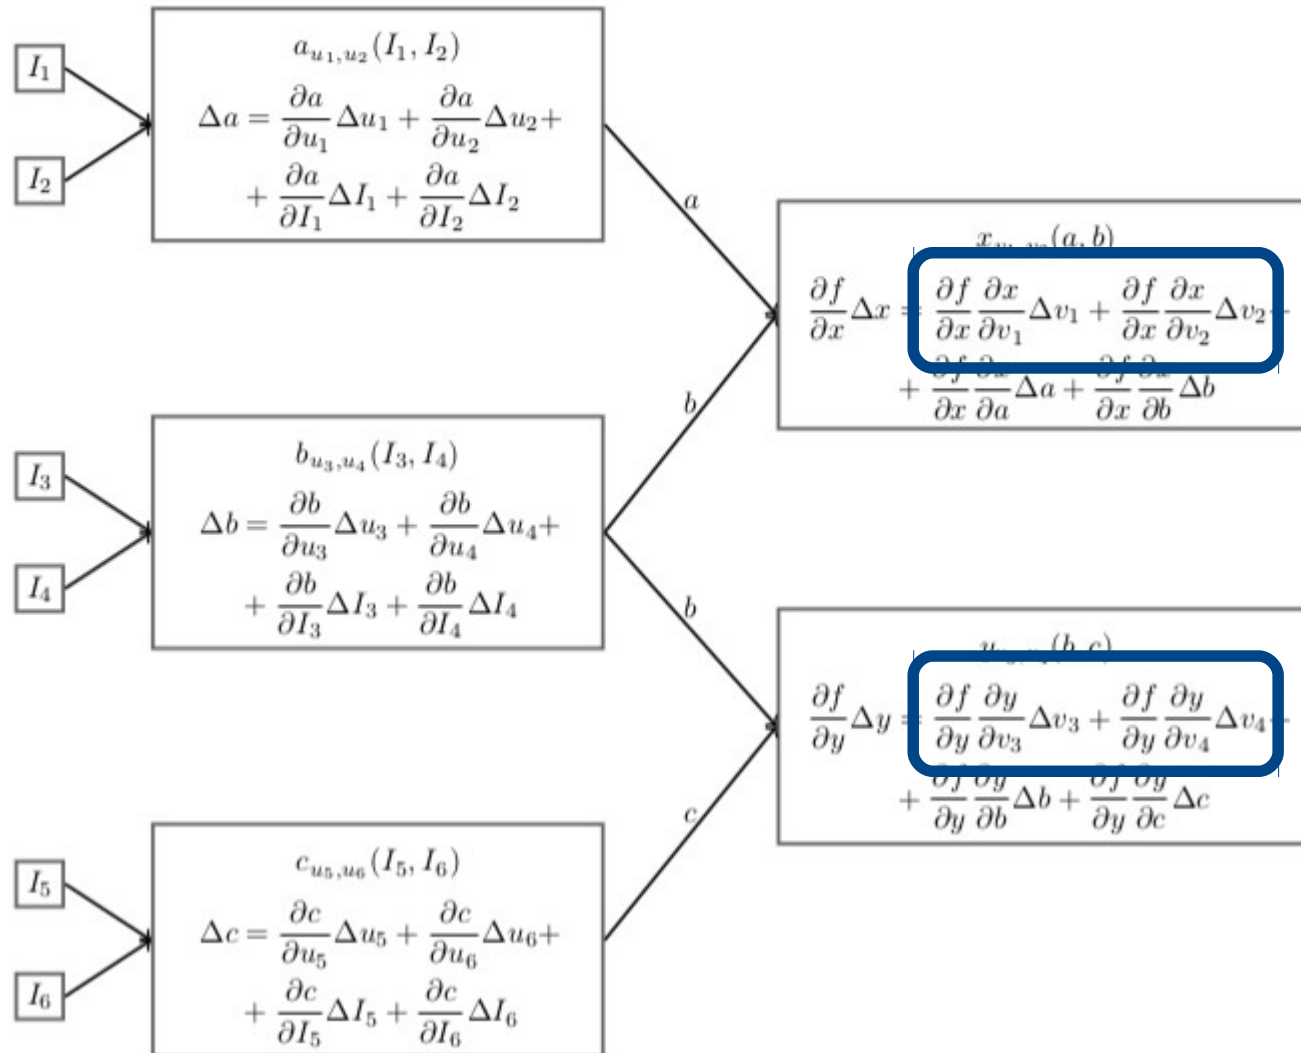 I₁
I₂
a_{u₁,u₂}(I₁, I₂)
Δa = ∂a/∂u₁ Δu₁ + ∂a/∂u₂ Δu₂+
+ ∂a/∂I₁ ΔI₁ + ∂a/∂I₂ ΔI₂
a
(a, b)
∂f/∂x Δx = ∂f/∂x ∂x/∂v₁ Δv₁ + ∂f/∂x ∂x/∂v₂ Δv₂+
+ ∂f/∂x ∂x/∂a Δa + ∂f/∂x ∂x/∂b Δb
b
I₃
I₄
b_{u₃,u₄}(I₃, I₄)
Δb = ∂b/∂u₃ Δu₃ + ∂b/∂u₄ Δu₄+
+ ∂b/∂I₃ ΔI₃ + ∂b/∂I₄ ΔI₄
b
(b, c)
∂f/∂y Δy = ∂f/∂y ∂y/∂v₃ Δv₃ + ∂f/∂y ∂y/∂v₄ Δv₄+
+ ∂f/∂y ∂y/∂b Δb + ∂f/∂y ∂y/∂c Δc
c
I₅
I₆
c_{u₅,u₆}(I₅, I₆)
Δc = ∂c/∂u₅ Δu₅ + ∂c/∂u₆ Δu₆+
+ ∂c/∂I₅ ΔI₅ + ∂c/∂I₆ ΔI₆